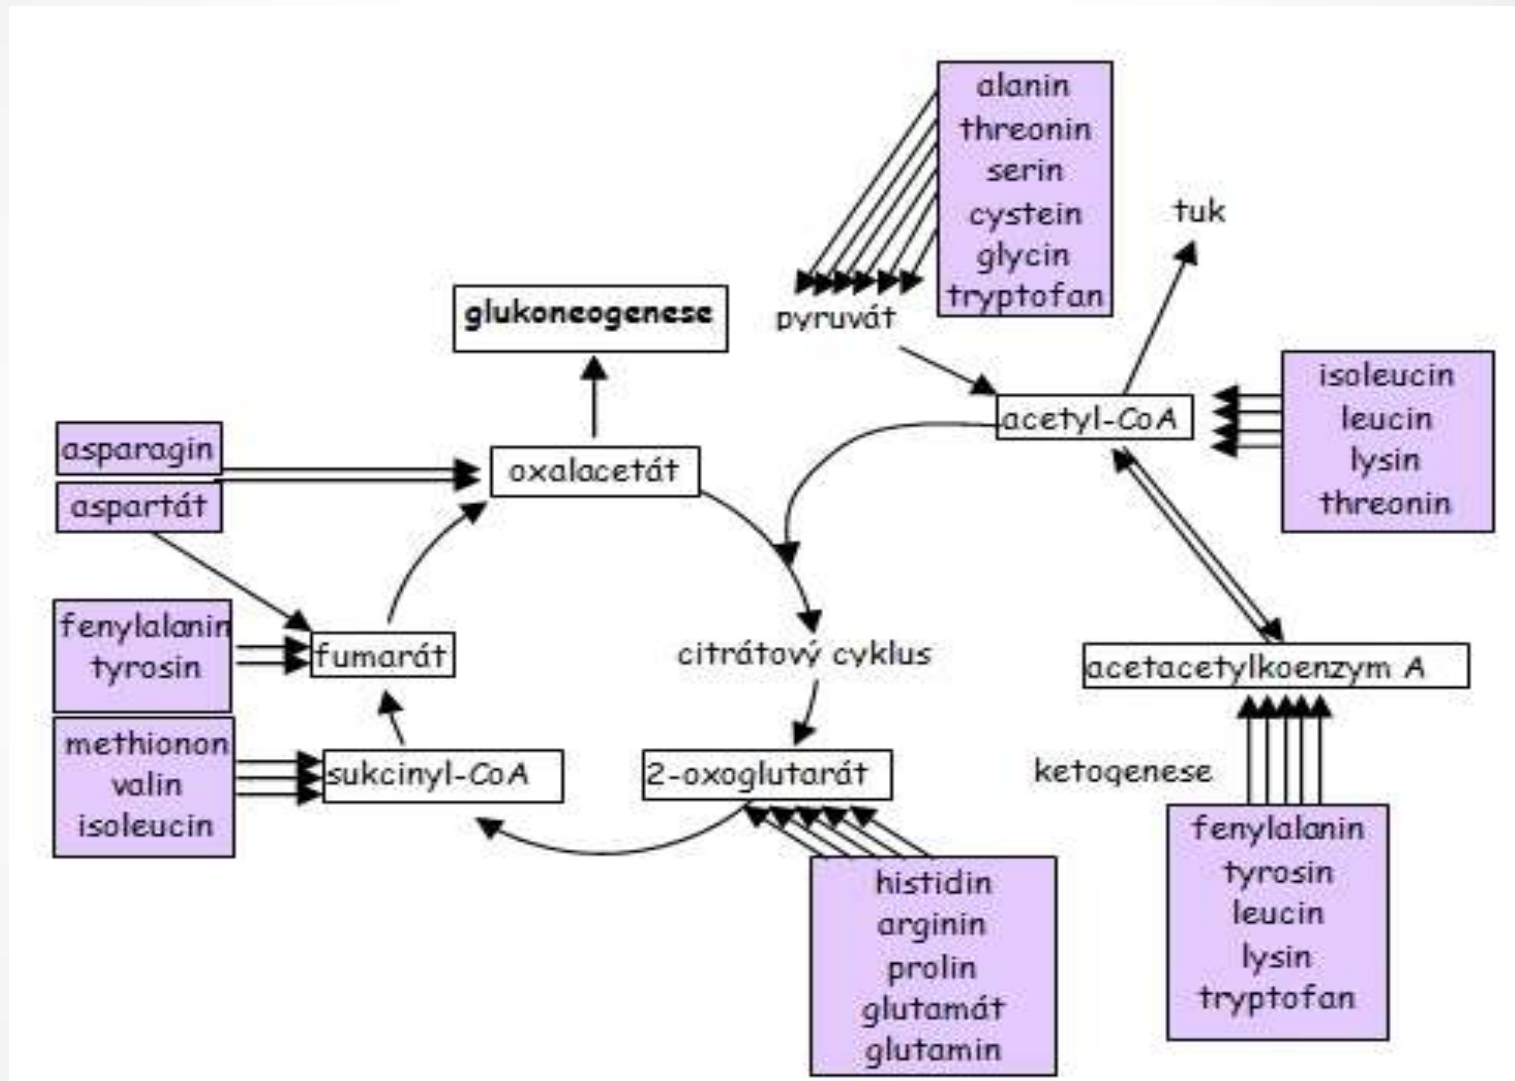 alanin
threonin
serin
cystein
glycin
tryptofan
tuk
glukoneogenese
pyruvát
isoleucin
leucin
lysin
threonin
acetyl-CoA
asparagin
aspartát
oxalacetát
fenylalanin
tyrosin
fumarát
citrátový cyklus
acetacetylkoenzym A
methionon
valin
isoleucin
sukcinyl-CoA
2-oxoglutarát
ketogenese
fenylalanin
tyrosin
leucin
lysin
tryptofan
histidin
arginin
prolin
glutamát
glutamin